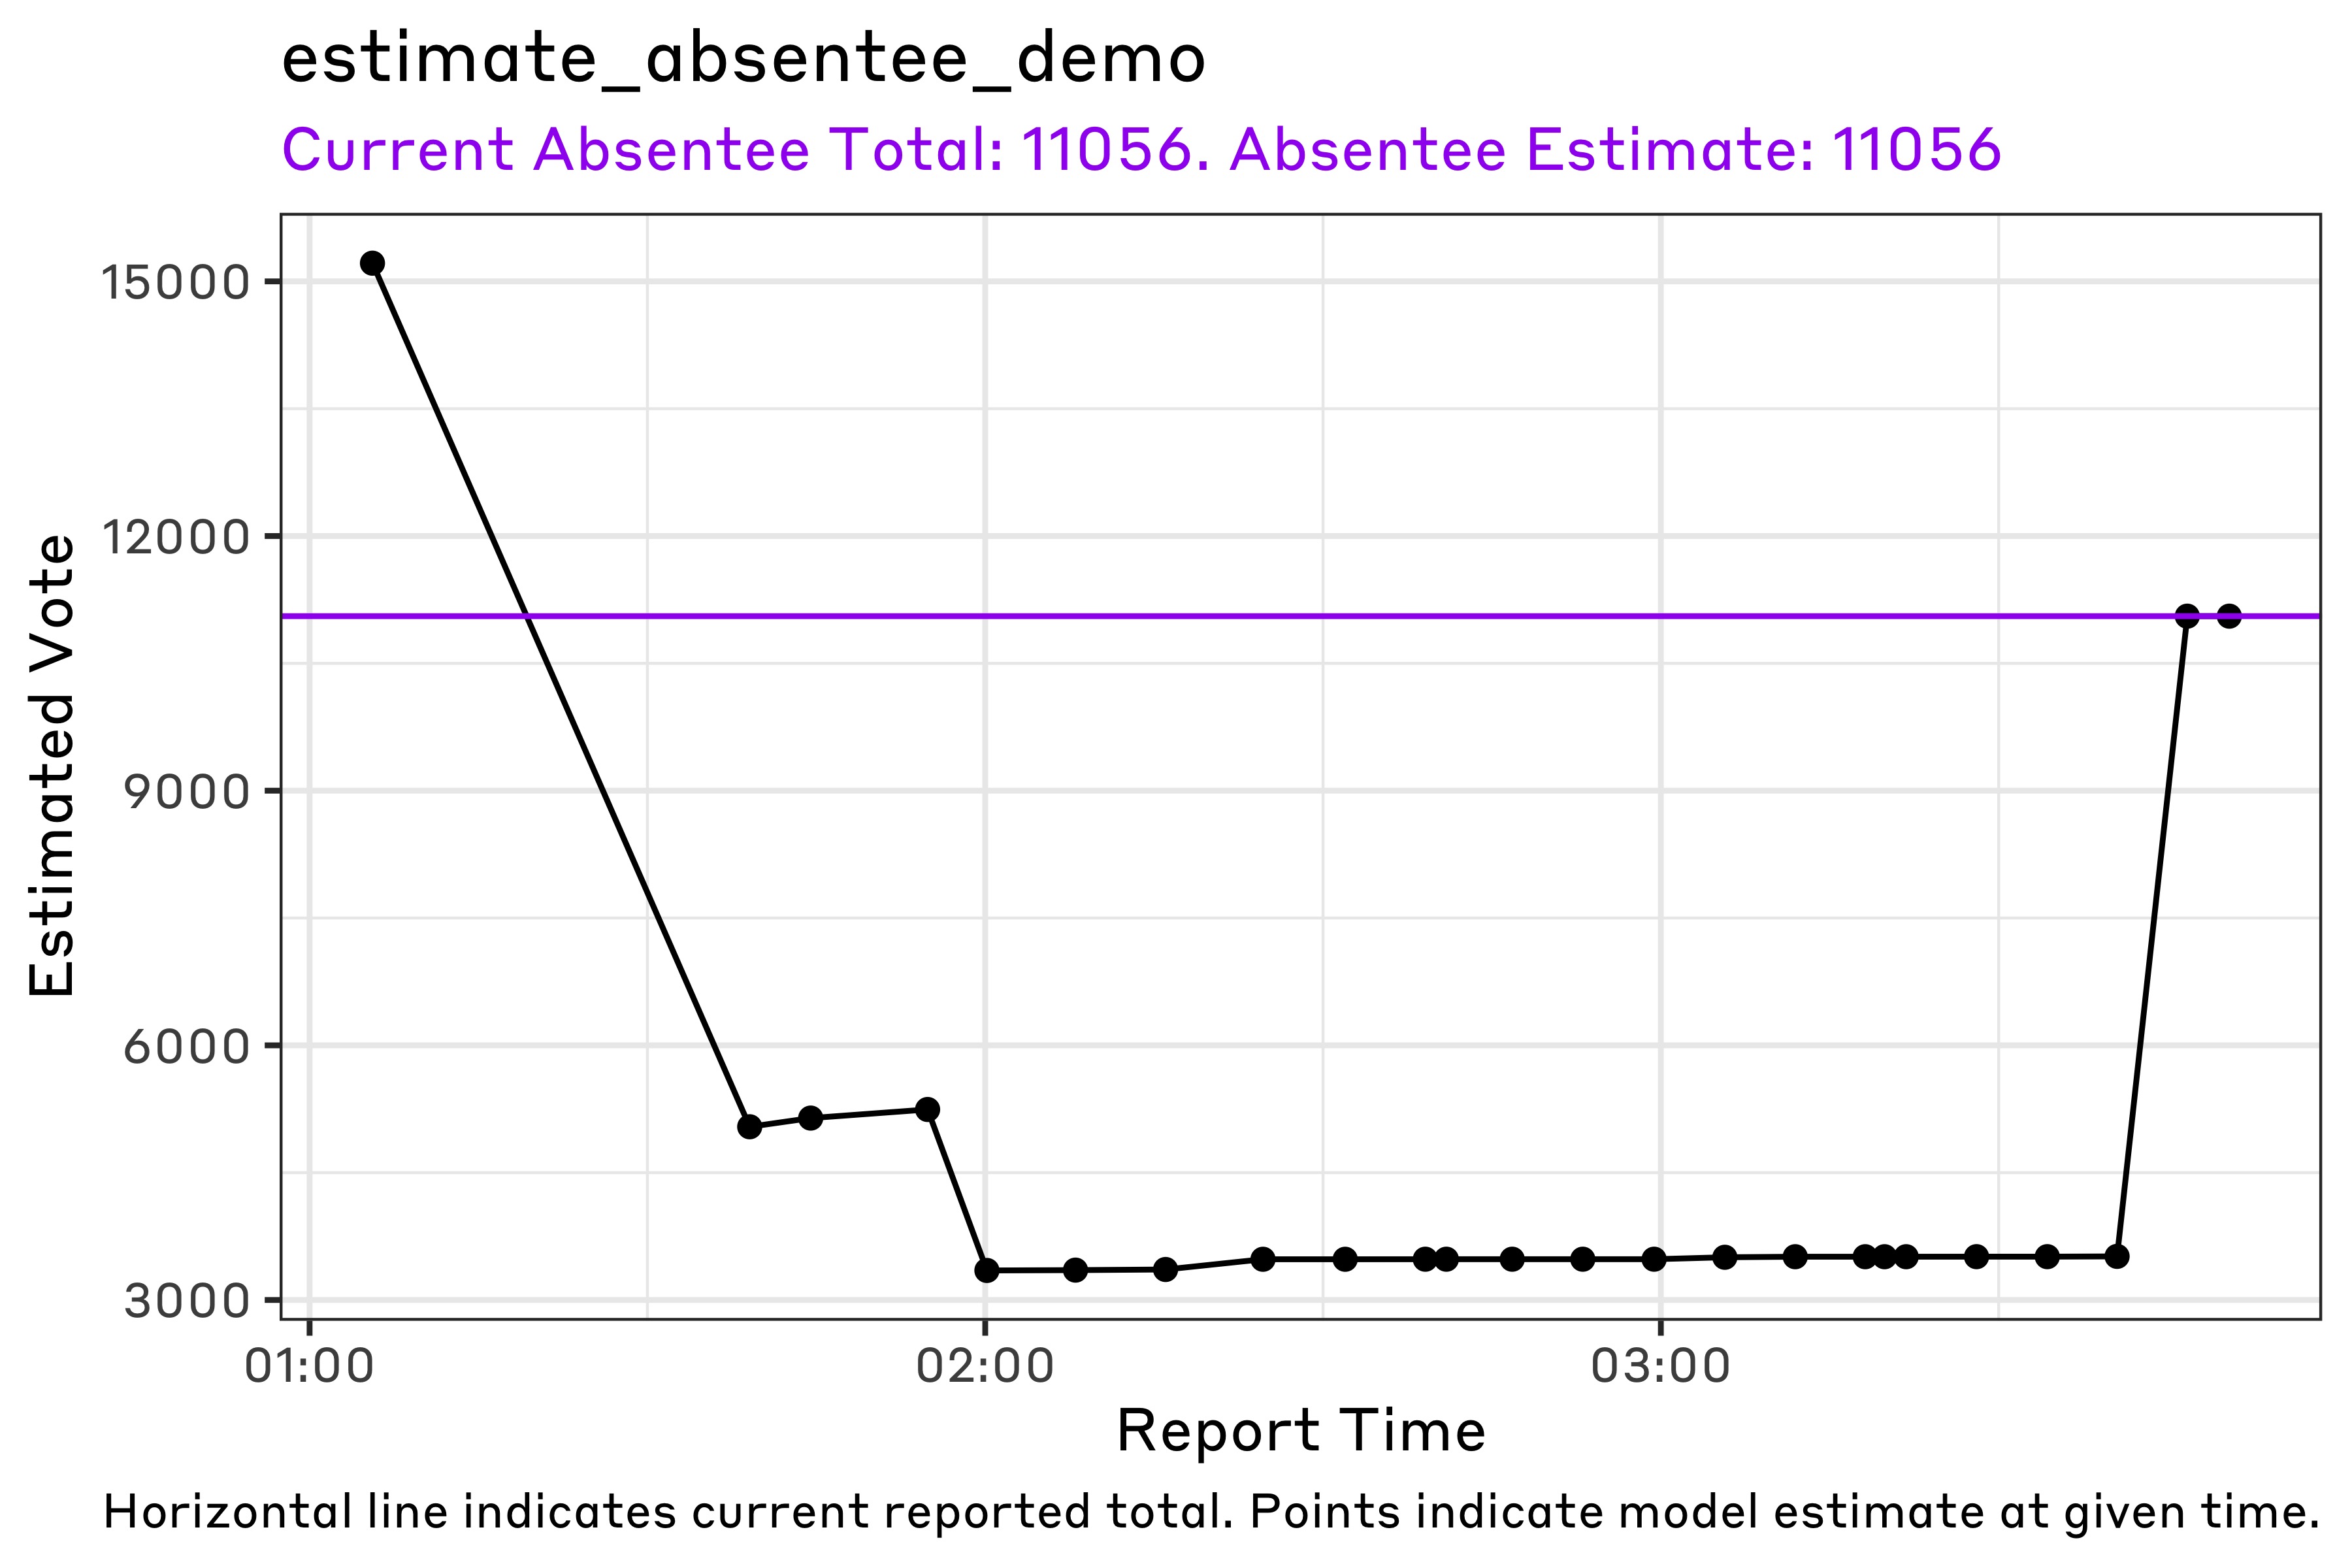 estimate_absentee_demo
Current Absentee Total: 11056. Absentee Estimate: 11056
Estimated Vote
15000
12000
9000
6000
3000
01:00
02:00
03:00
Report Time
Horizontal line indicates current reported total. Points indicate model estimate at given time.